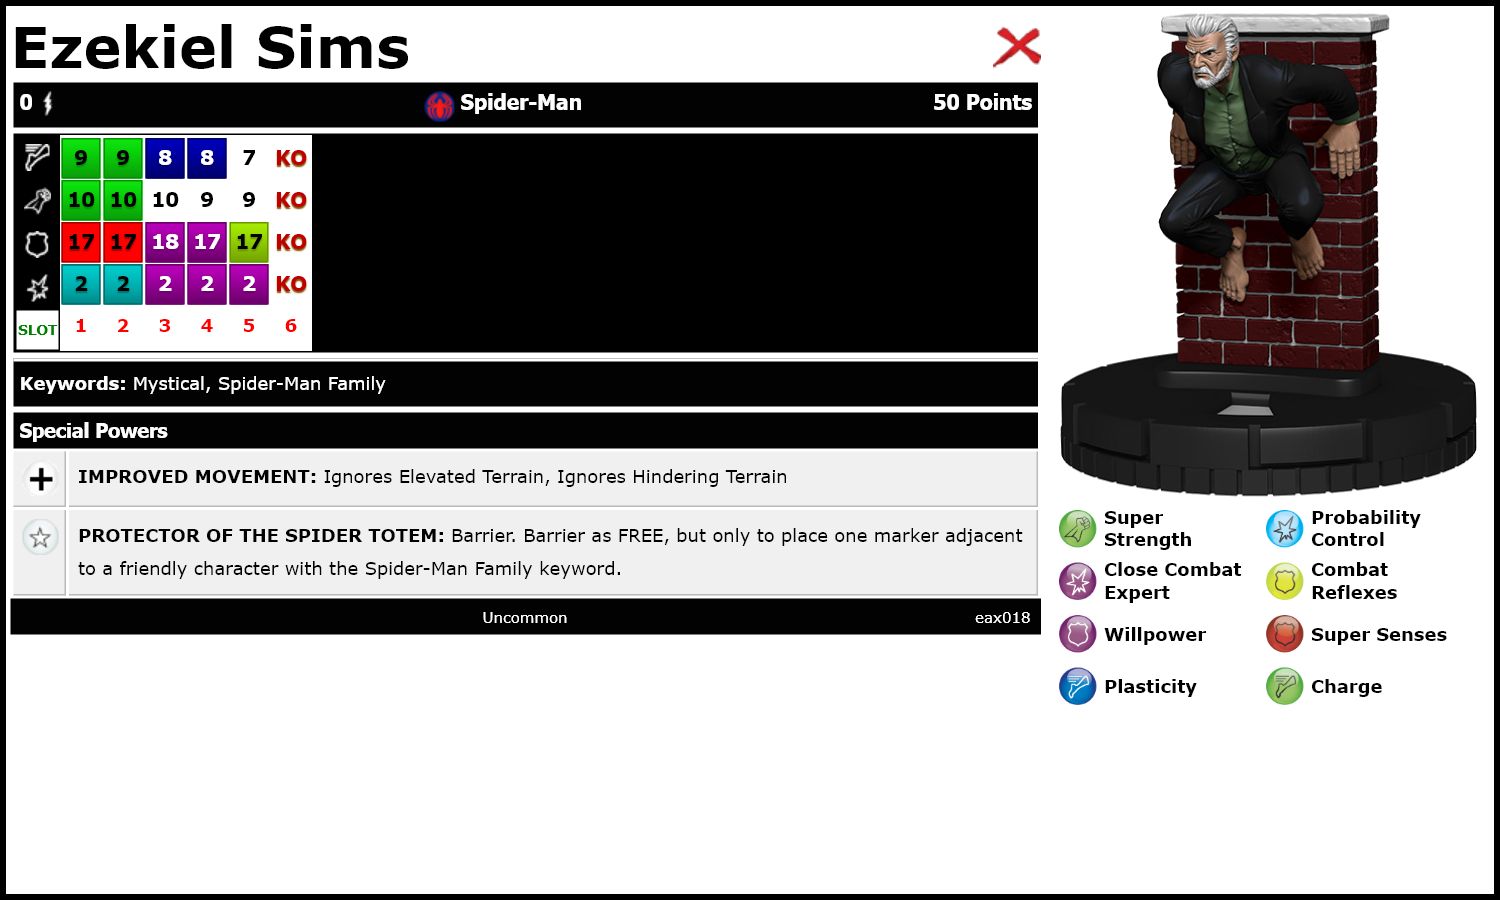 Ezekiel Sims
0 Spider-Man 50 Points
9 9 8 8 7 KO
10 10 10 9 9 KO
17 17 18 17 17 KO
2 2 2 2 2 KO
SLOT 1 2 3 4 5 6
Keywords: Mystical, Spider-Man Family
Special Powers
IMPROVED MOVEMENT: Ignores Elevated Terrain, Ignores Hindering Terrain
PROTECTOR OF THE SPIDER TOTEM: Barrier. Barrier as FREE, but only to place one marker adjacent
to a friendly character with the Spider-Man Family keyword.
Uncommon eax018
Super
Strength
Probability
Control
Close Combat
Expert
Combat
Reflexes
Willpower
Super Senses
Plasticity
Charge